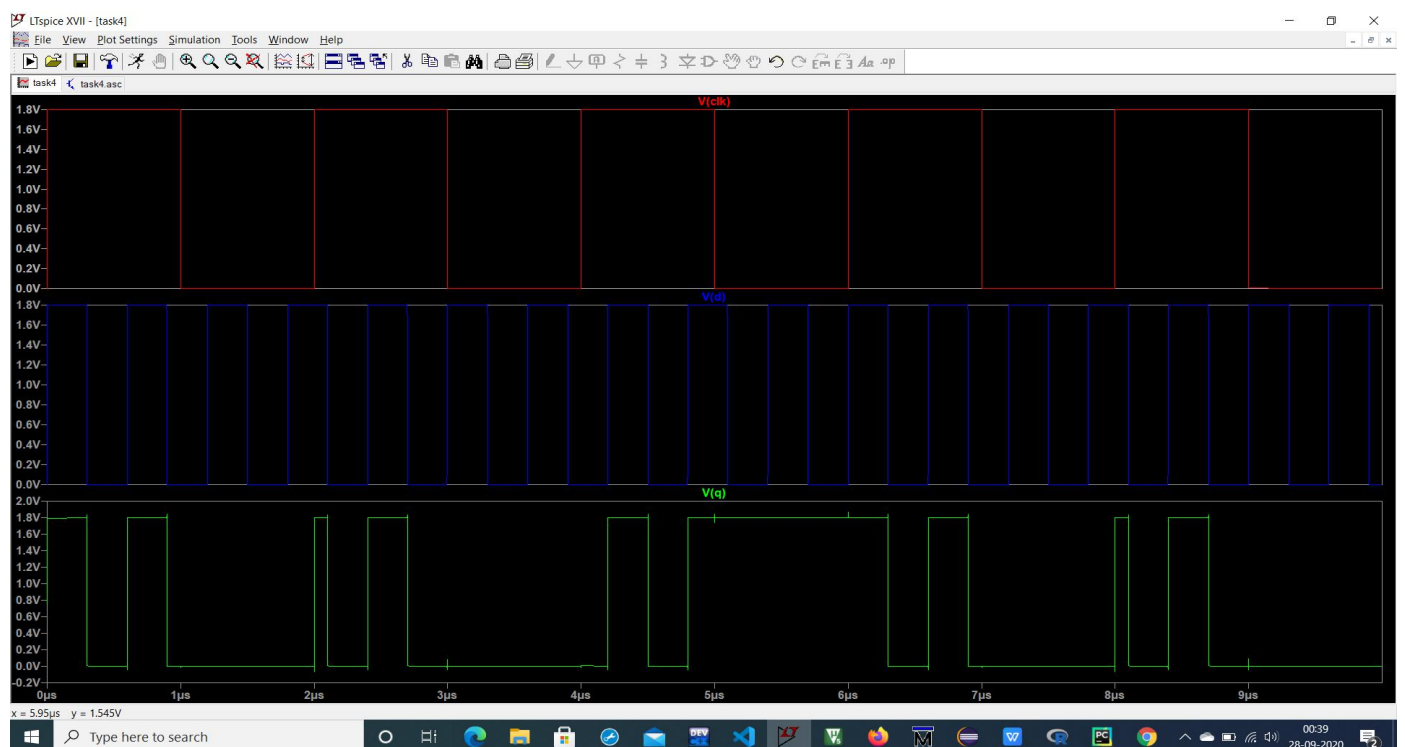 LTspice XVII - [task4]
File View Plot Settings Simulation Tools Window Help
task4 task4.asc
V(clk)
1.8V
1.6V
1.4V
1.2V
1.0V
0.8V
0.6V
0.4V
0.2V
0.0V
V(d)
1.8V
1.6V
1.4V
1.2V
1.0V
0.8V
0.6V
0.4V
0.2V
0.0V
V(q)
2.0V
1.8V
1.6V
1.4V
1.2V
1.0V
0.8V
0.6V
0.4V
0.2V
0.0V
-0.2V
0µs 1µs 2µs 3µs 4µs 5µs 6µs 7µs 8µs 9µs
x = 5.95µs y = 1.545V
Type here to search
DEV
PC
00:39
28-09-2020
2